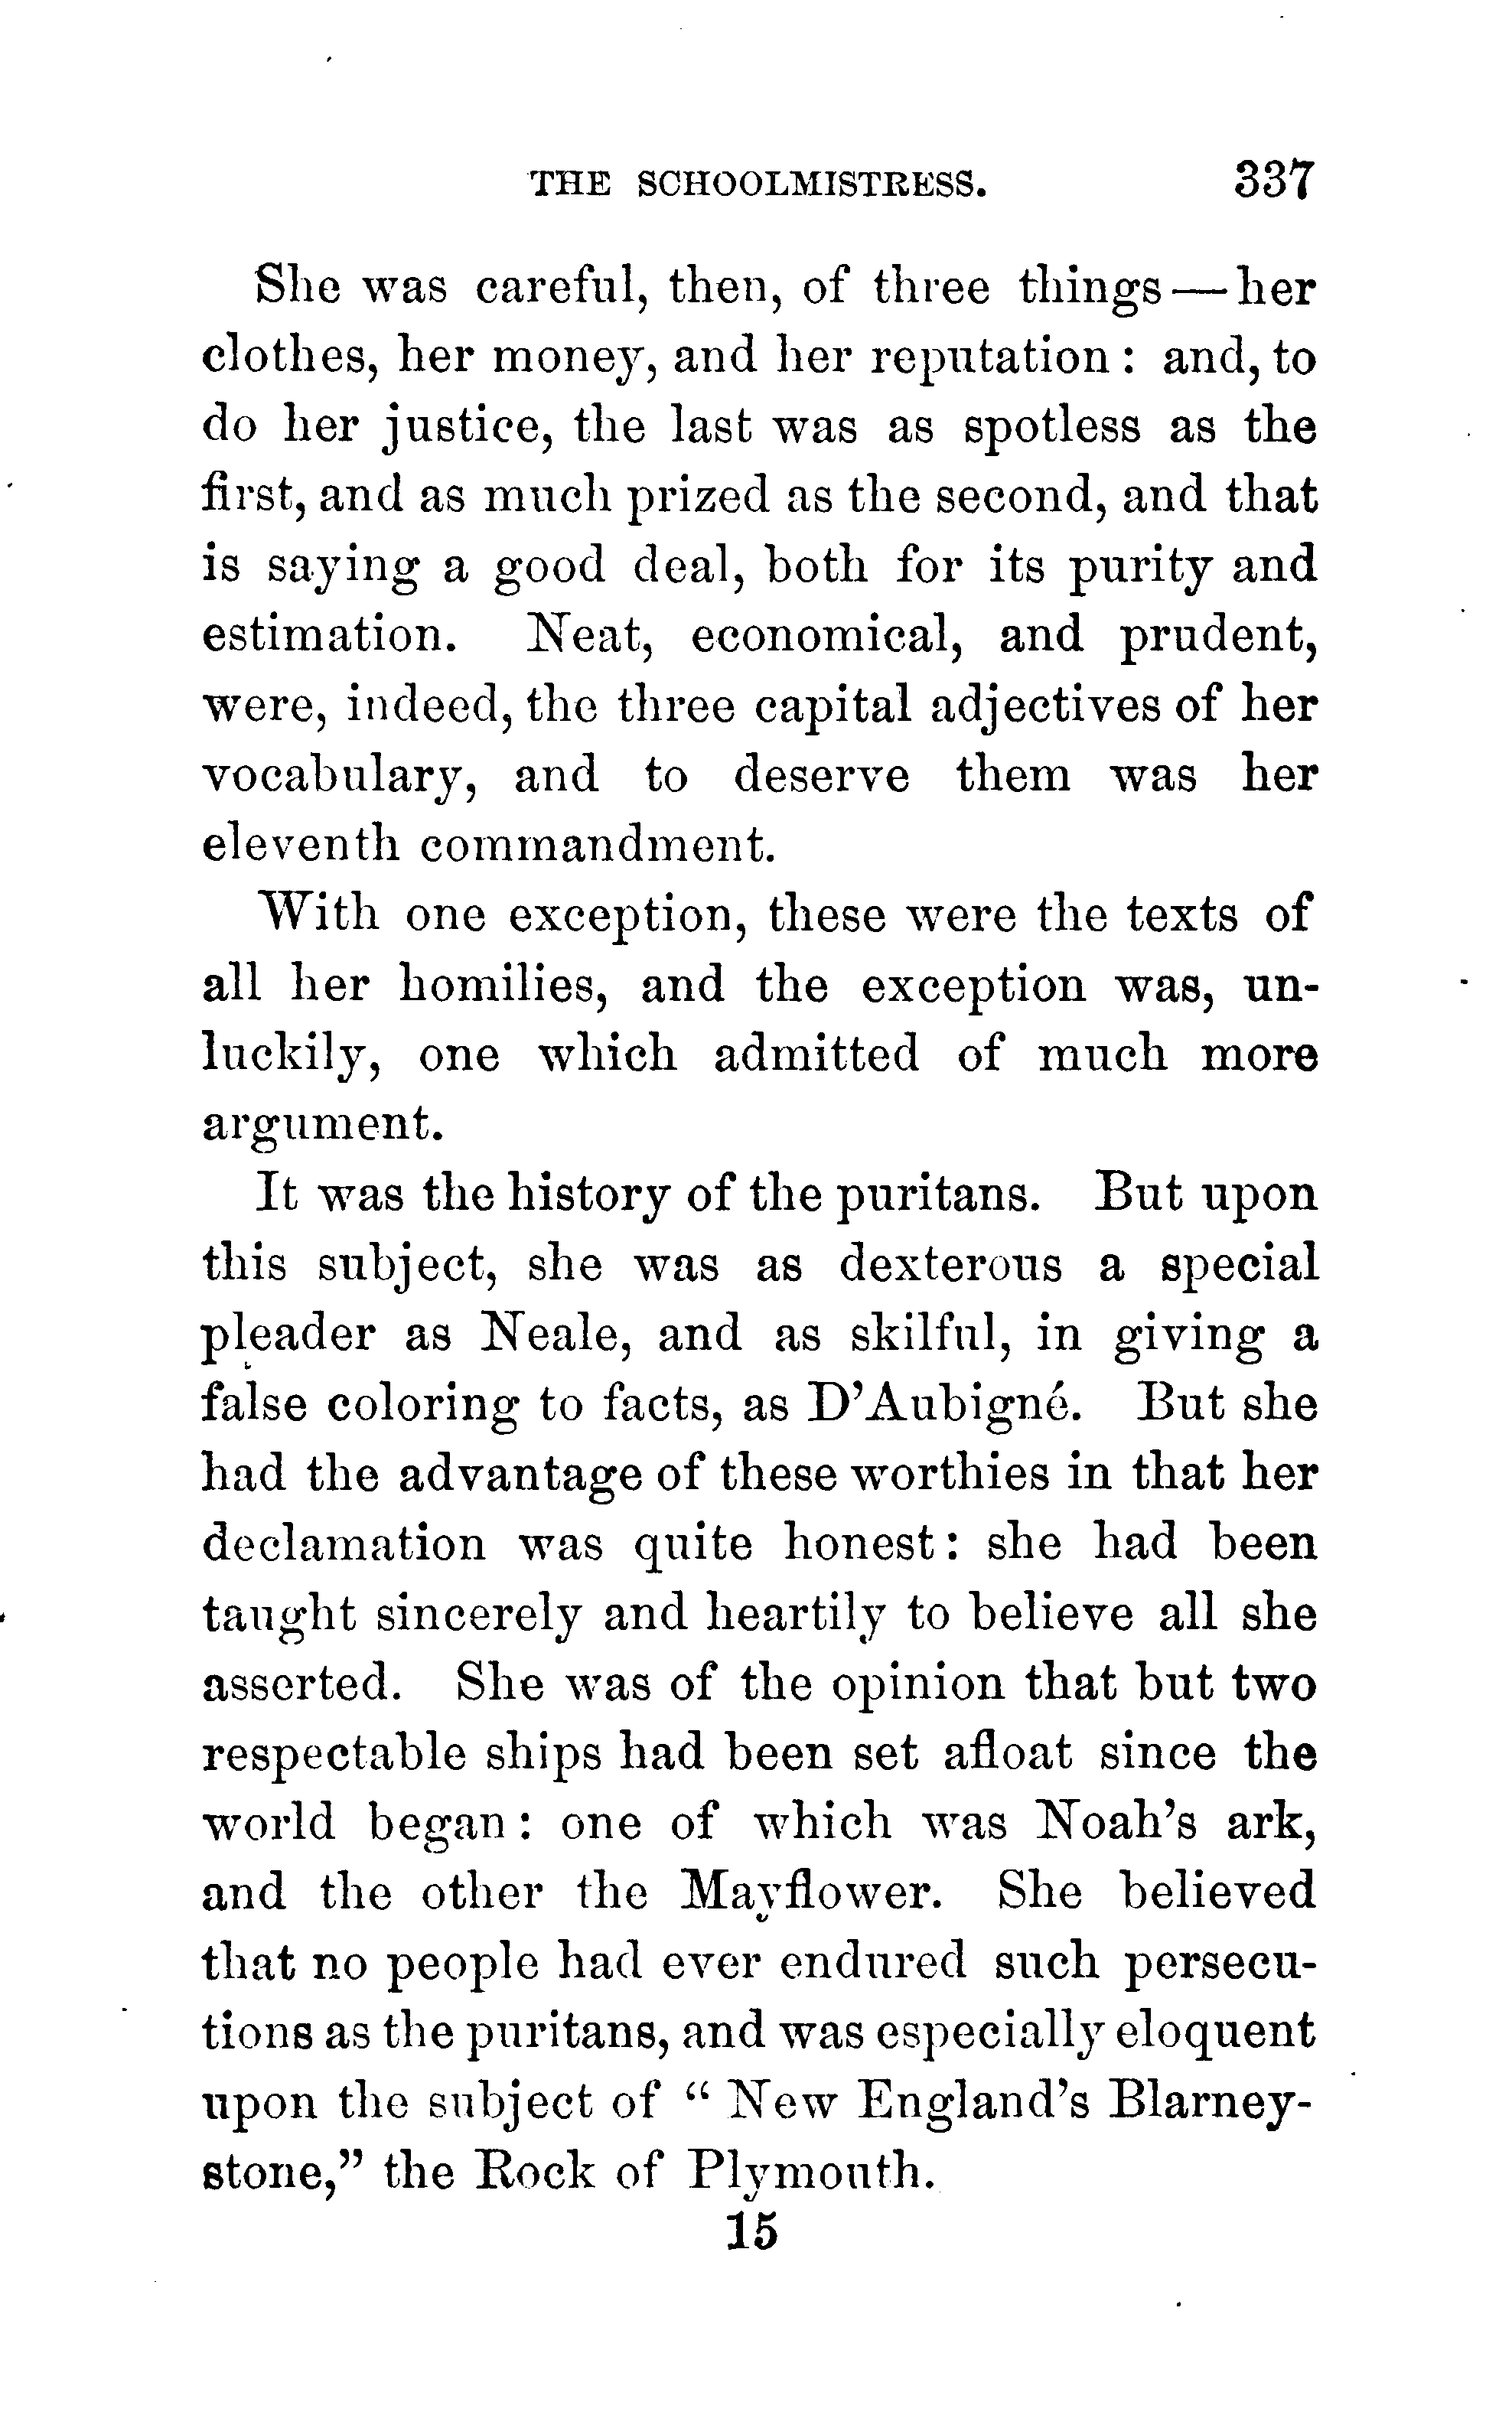 THE SCHOOLMISTRESS. 337
She was careful, then, of three things — her
clothes, her money, and her reputation : and, to
do her justice, the last was as spotless as the
first, and as much prized as the second, and that
is saying a good deal, both for its purity and
estimation. Neat, economical, and prudent,
were, indeed, the three capital adjectives of her
vocabulary, and to deserve them was her
eleventh commandment.
With one exception, these were the texts of
all her homilies, and the exception was, un-
luckily, one which admitted of much more
argument.
It was the history of the puritans. But upon
this subject, she was as dexterous a special
pleader as Neale, and as skilful, in giving a
false coloring to facts, as D'Aubigné. But she
had the advantage of these worthies in that her
declamation was quite honest : she had been
taught sincerely and heartily to believe all she
asserted. She was of the opinion that but two
respectable ships had been set afloat since the
world began : one of which was Noah's ark,
and the other the Mayflower. She believed
that no people had ever endured such persecu-
tions as the puritans, and was especially eloquent
upon the subject of " New England's Blarney-
stone," the Rock of Plymouth.
15